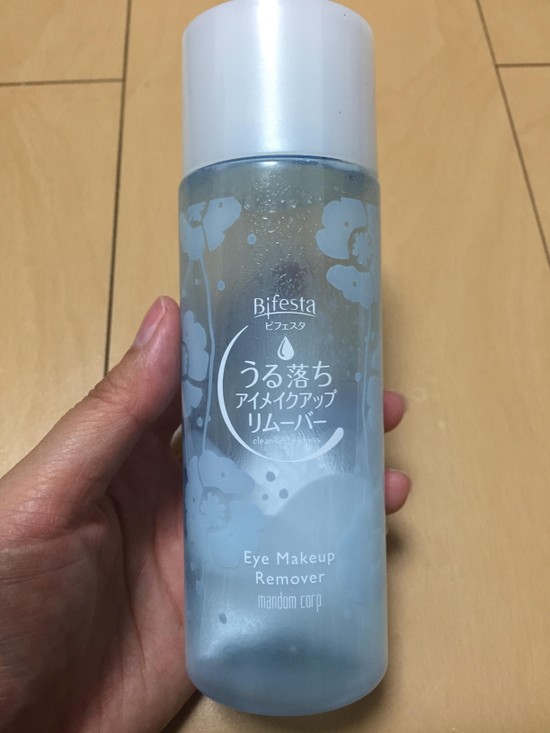 Bifesta
ビフェスタ
うる落ち
アイメイクアップ
リムーバー
Eye Makeup
Remover
mandom corp.